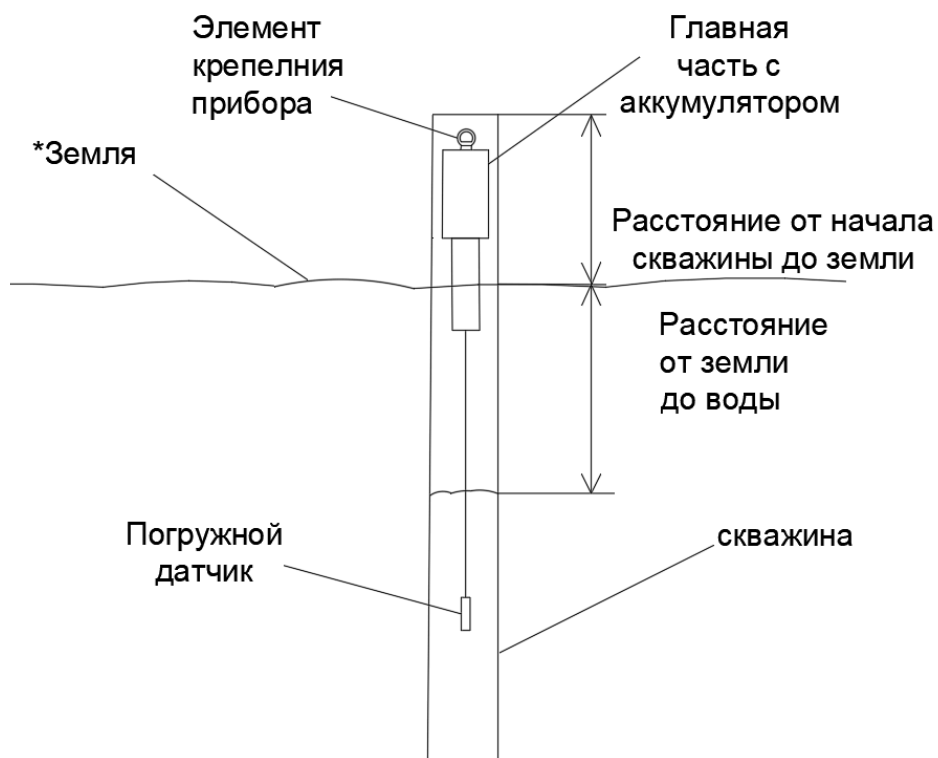 Элемент
крепелния
прибора
Главная
часть с
аккумулятором
*Земля
Расстояние от начала
скважины до земли
Расстояние
от земли
до воды
Погружной
датчик
скважина